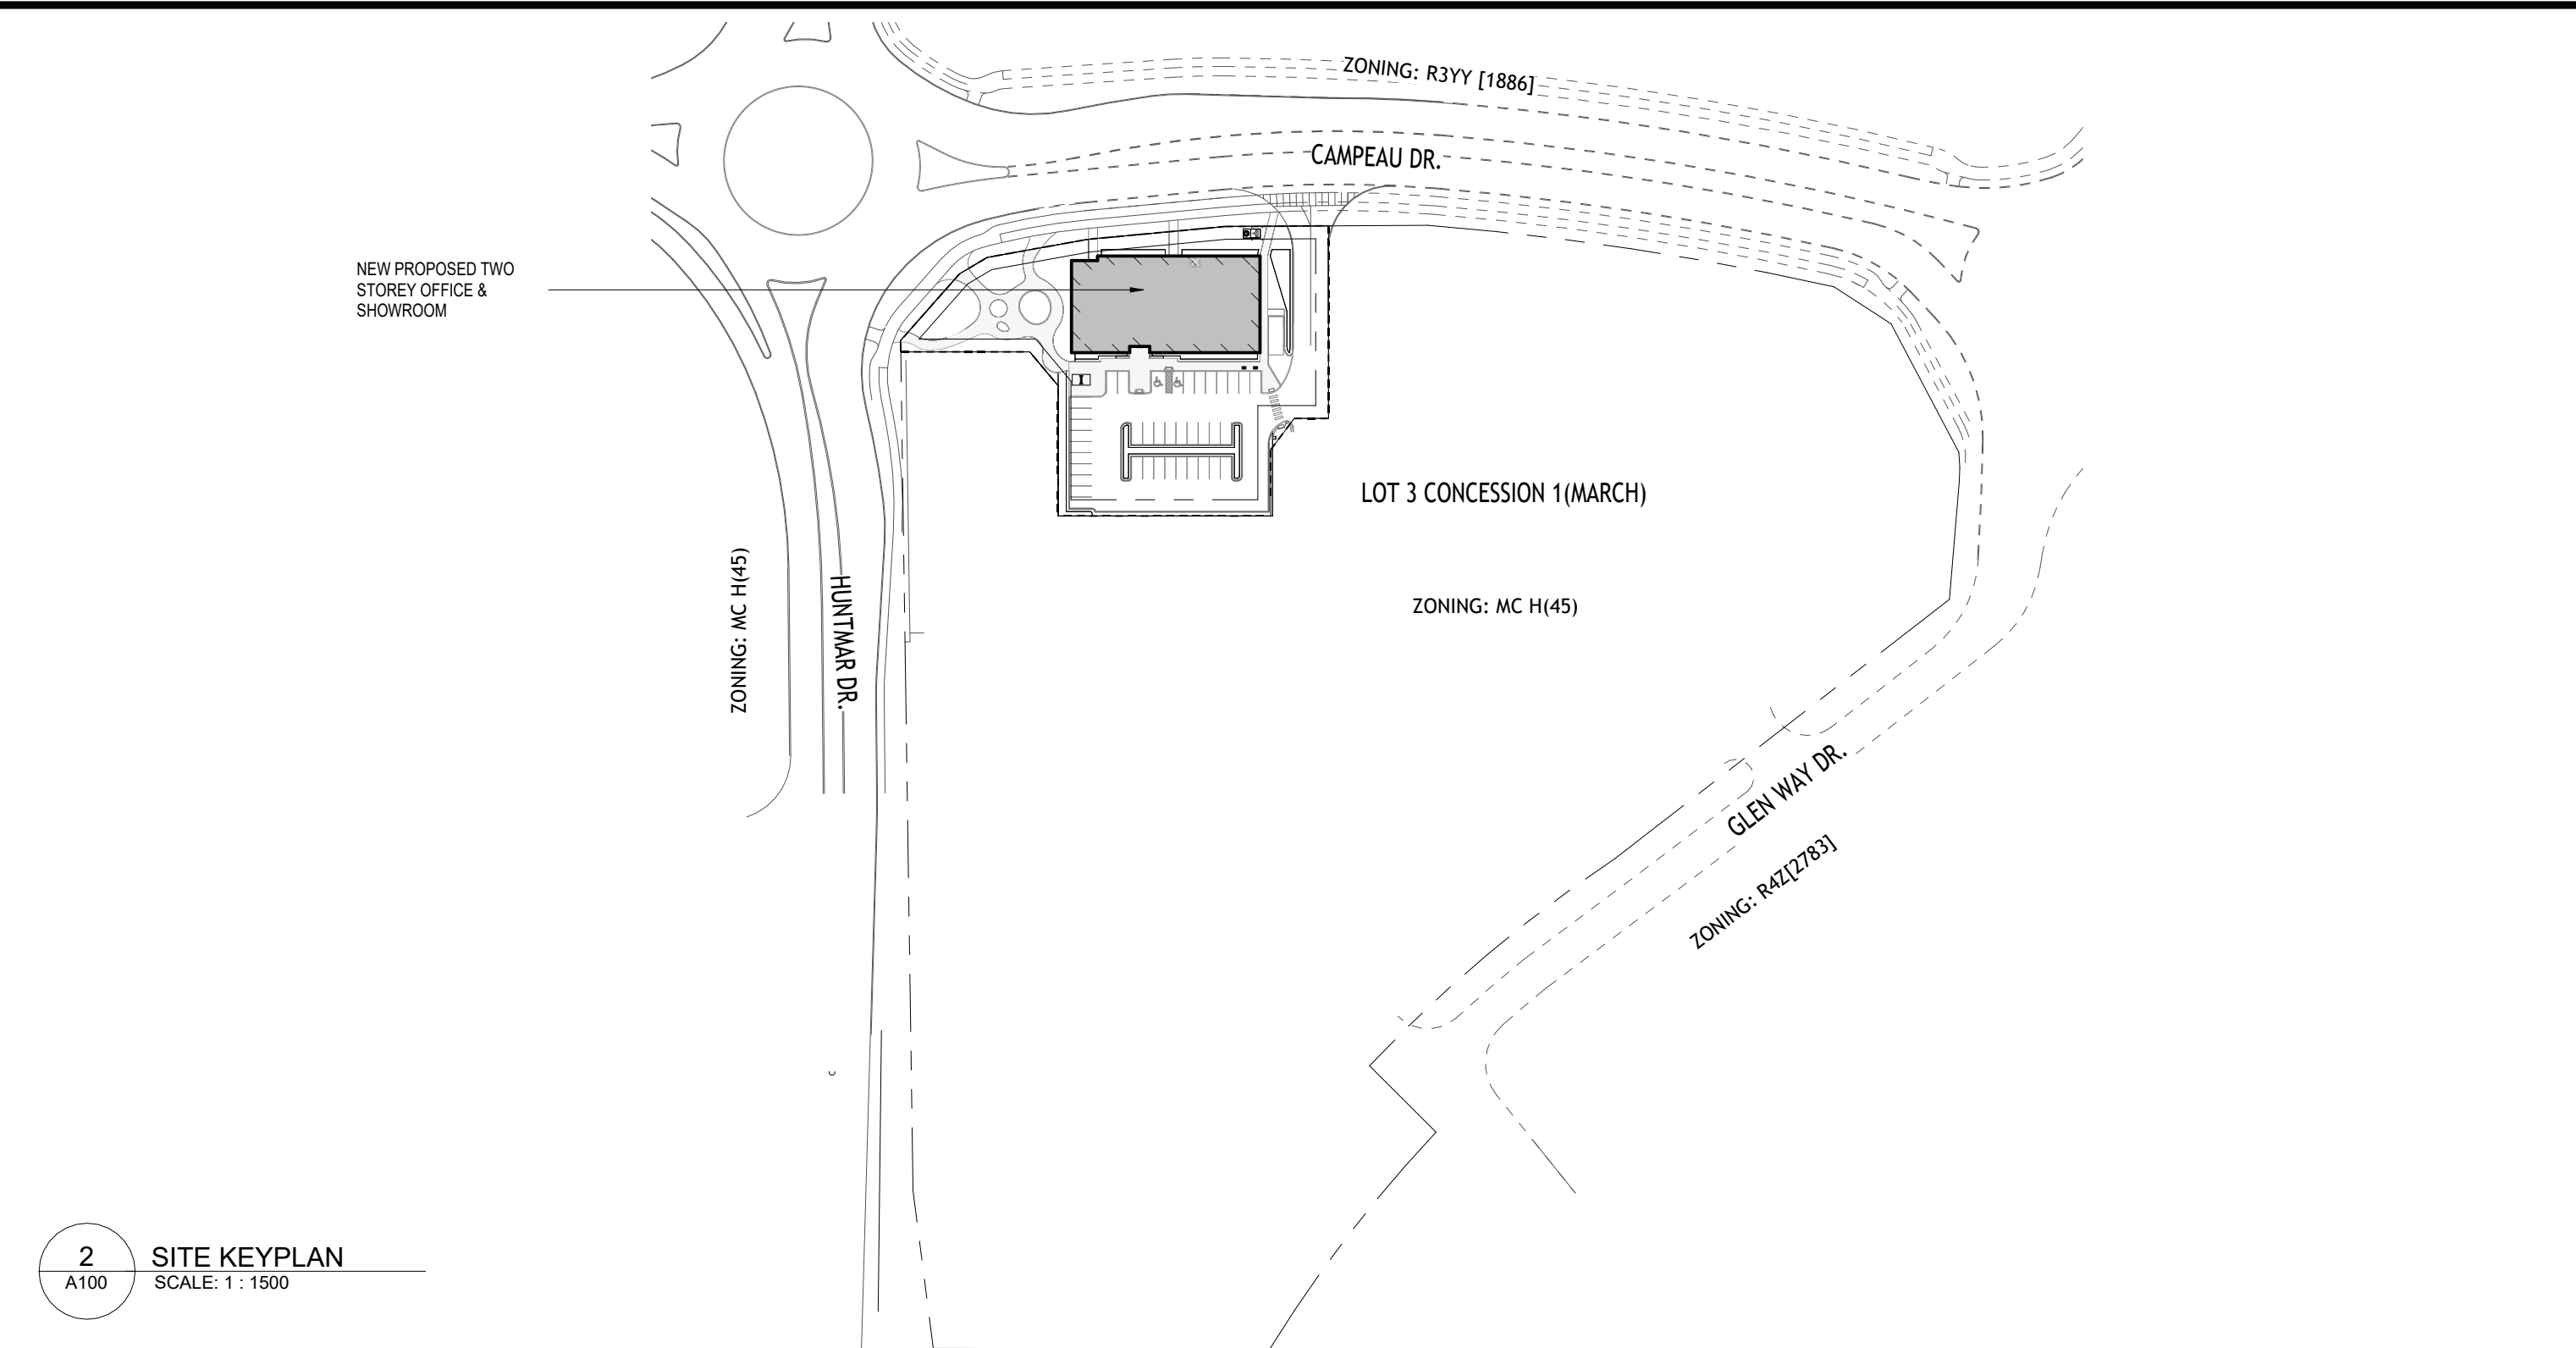 ZONING: R3YY [1886]
CAMPEAU DR.
NEW PROPOSED TWO
STOREY OFFICE &
SHOWROOM
LOT 3 CONCESSION 1(MARCH)
ZONING: MC H(45)
HUNTMAR DR.
ZONING: MC H(45)
GLEN WAY DR.
ZONING: R4Z[2783]
2
A100
SITE KEYPLAN
SCALE: 1 : 1500